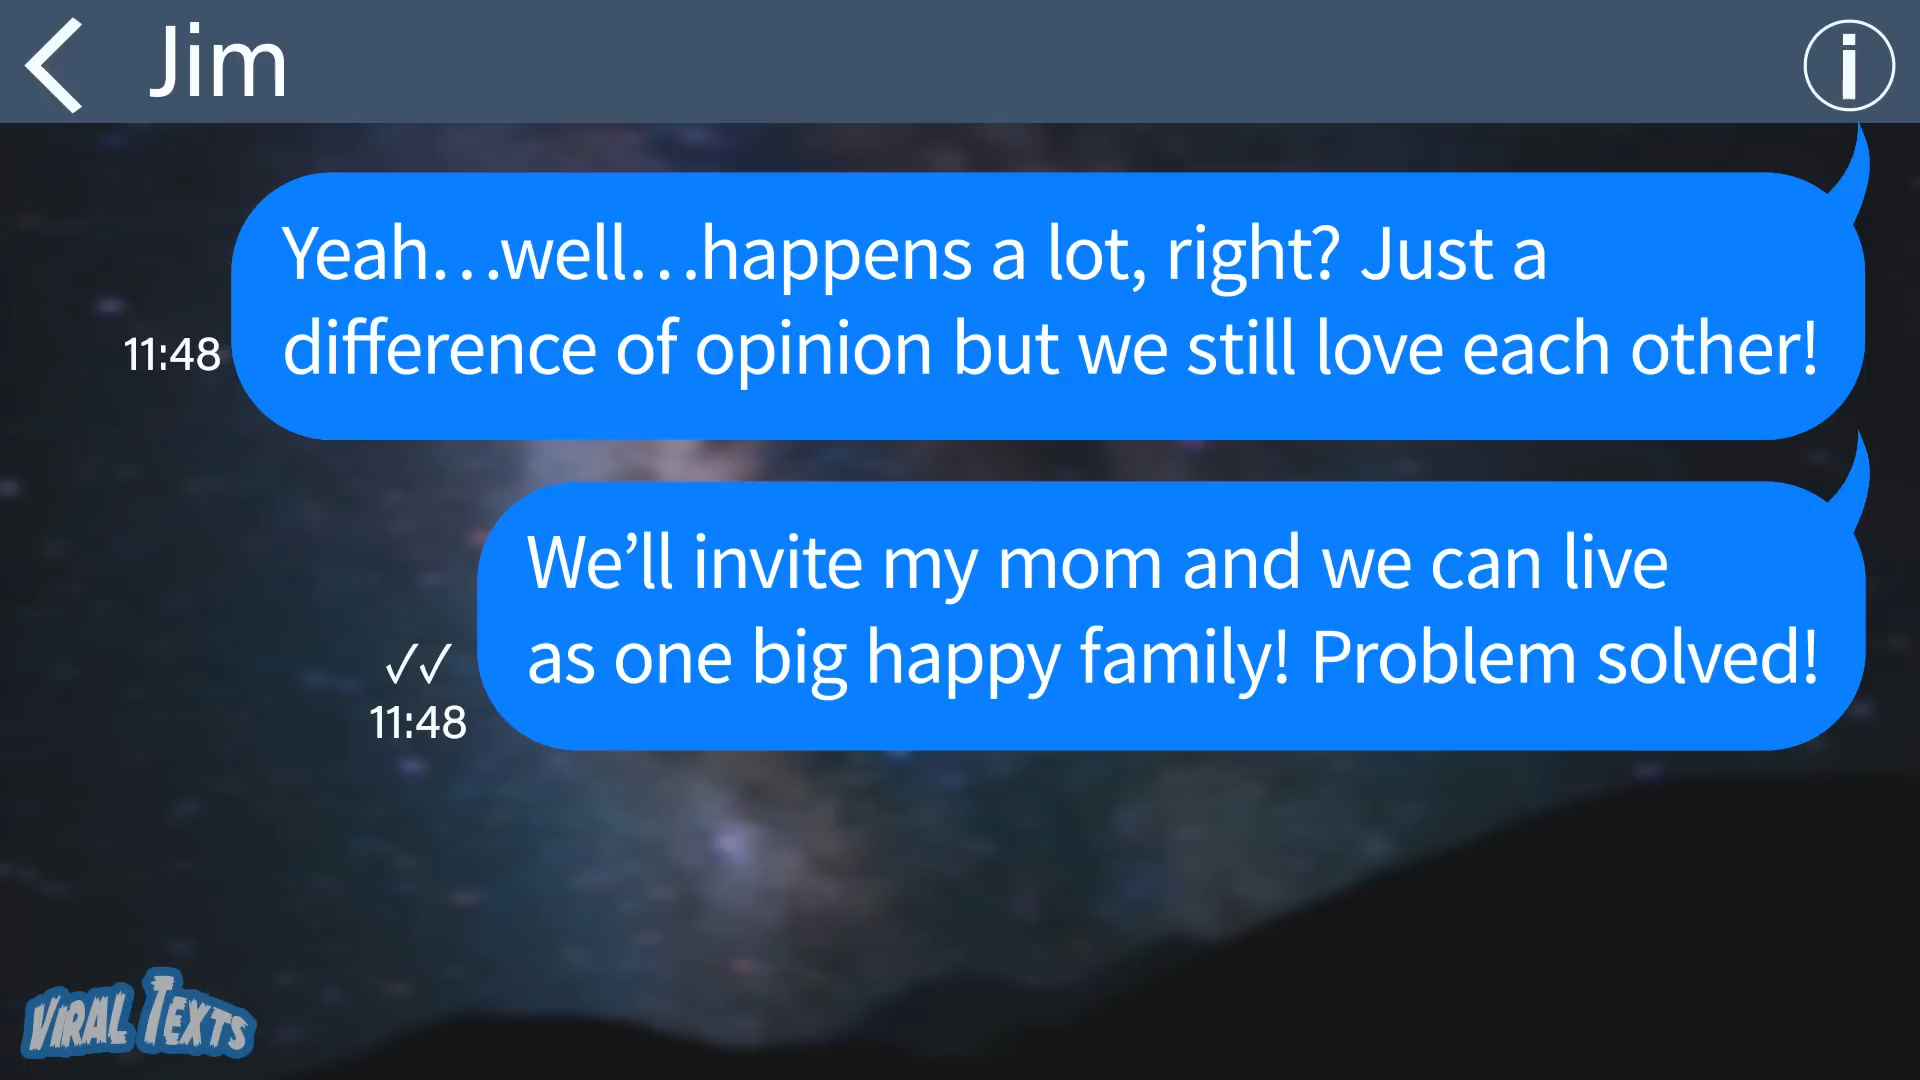 Jim
Yeah…well…happens a lot, right? Just a
difference of opinion but we still love each other!
11:48
We’ll invite my mom and we can live
as one big happy family! Problem solved!
✓✓
11:48
VIRAL TEXTS